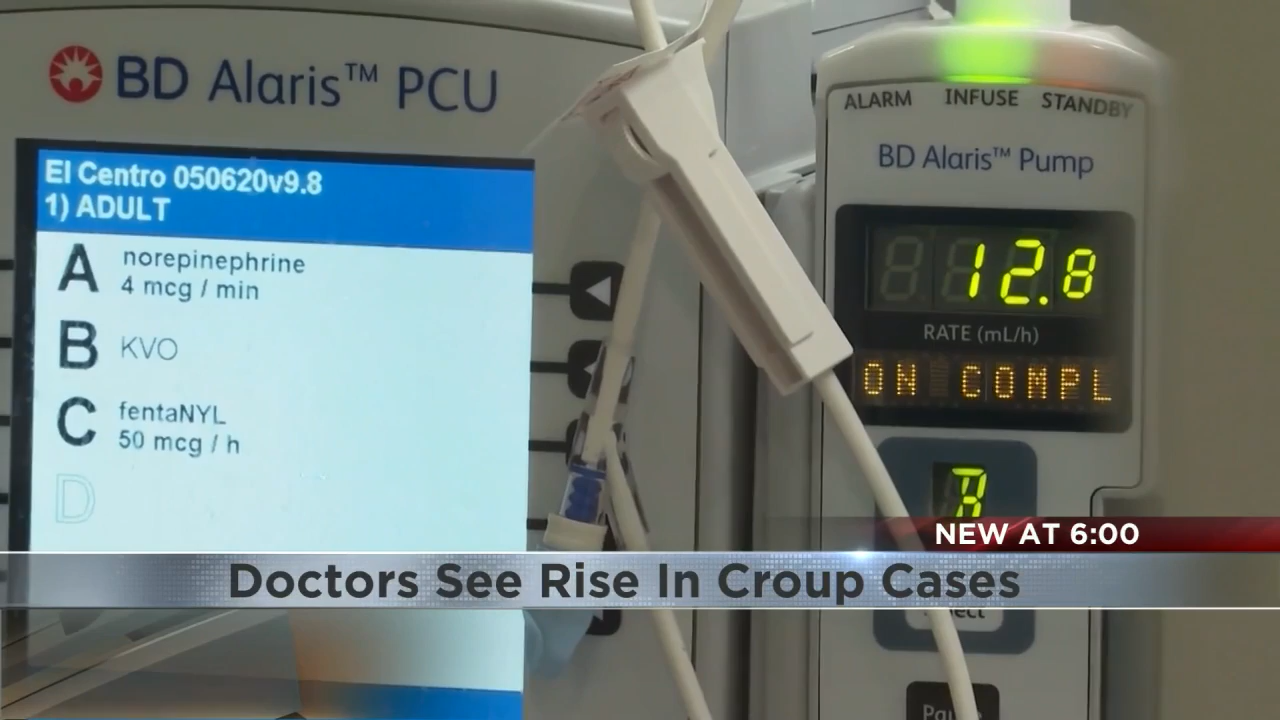 BD Alaris™ PCU
El Centro 050620v9.8
1) ADULT
A norepinephrine
4 mcg / min
B KVO
C fentaNYL
50 mcg / h
D
ALARM INFUSE STANDBY
BD Alaris™ Pump
12.8
RATE (mL/h)
ON COMPL
NEW AT 6:00
Doctors See Rise In Croup Cases